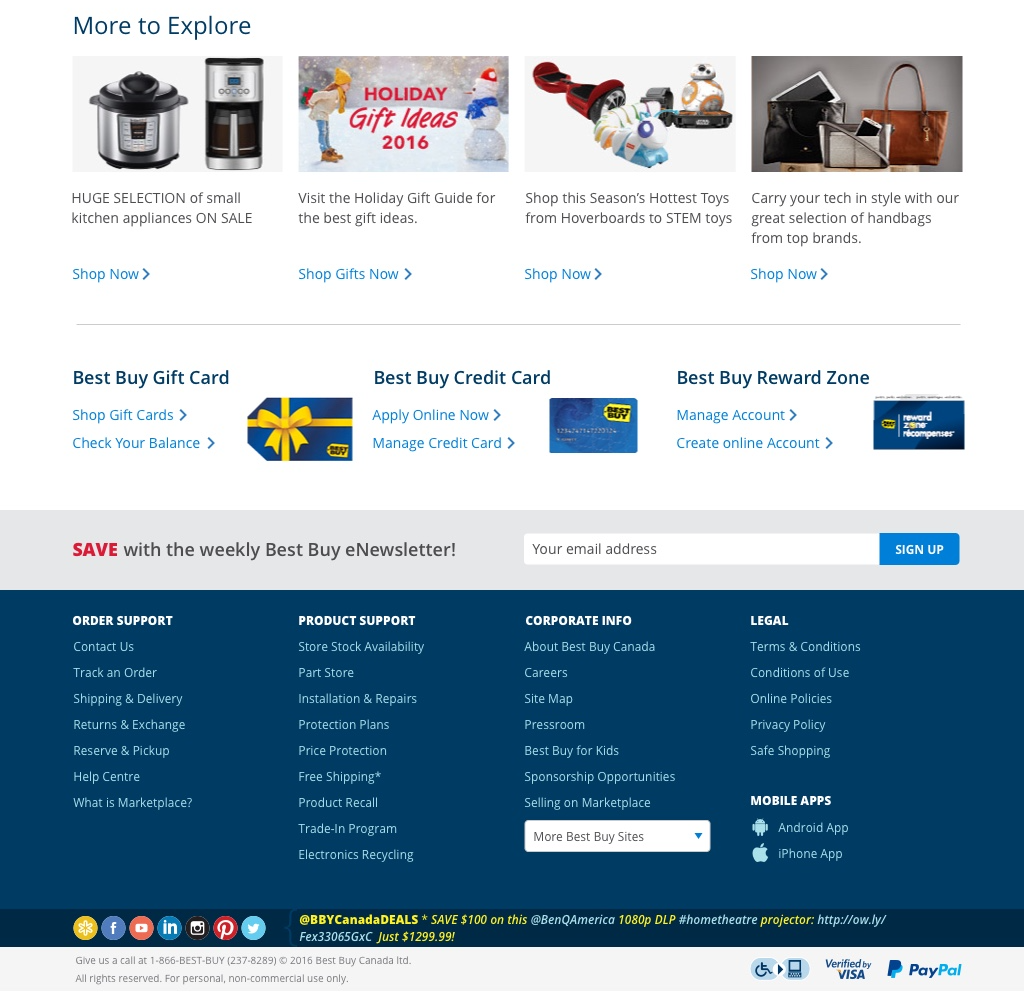 More to Explore
HOLIDAY
Gift Ideas
2016
HUGE SELECTION of small
kitchen appliances ON SALE
Shop Now
Visit the Holiday Gift Guide for
the best gift ideas.
Shop Gifts Now
Shop this Season's Hottest Toys
from Hoverboards to STEM toys
Shop Now
Carry your tech in style with our
great selection of handbags
from top brands.
Shop Now
Best Buy Gift Card
Shop Gift Cards
Check Your Balance
BEST BUY
Best Buy Credit Card
Apply Online Now
Manage Credit Card
BEST BUY
Best Buy Reward Zone
Manage Account
Create online Account
BEST BUY
reward
zone
récompenses
SAVE with the weekly Best Buy eNewsletter!
Your email address
SIGN UP
ORDER SUPPORT
Contact Us
Track an Order
Shipping & Delivery
Returns & Exchange
Reserve & Pickup
Help Centre
What is Marketplace?
PRODUCT SUPPORT
Store Stock Availability
Part Store
Installation & Repairs
Protection Plans
Price Protection
Free Shipping*
Product Recall
Trade-In Program
Electronics Recycling
CORPORATE INFO
About Best Buy Canada
Careers
Site Map
Pressroom
Best Buy for Kids
Sponsorship Opportunities
Selling on Marketplace
More Best Buy Sites
LEGAL
Terms & Conditions
Conditions of Use
Online Policies
Privacy Policy
Safe Shopping
MOBILE APPS
Android App
iPhone App
@BBYCanadaDEALS * SAVE $100 on this @BenQAmerica 1080p DLP #hometheatre projector: http://ow.ly/
Fex33065GxC Just $1299.99!
Give us a call at 1-866-BEST-BUY (237-8289) © 2016 Best Buy Canada ltd.
All rights reserved. For personal, non-commercial use only.
Verified by
VISA
PayPal